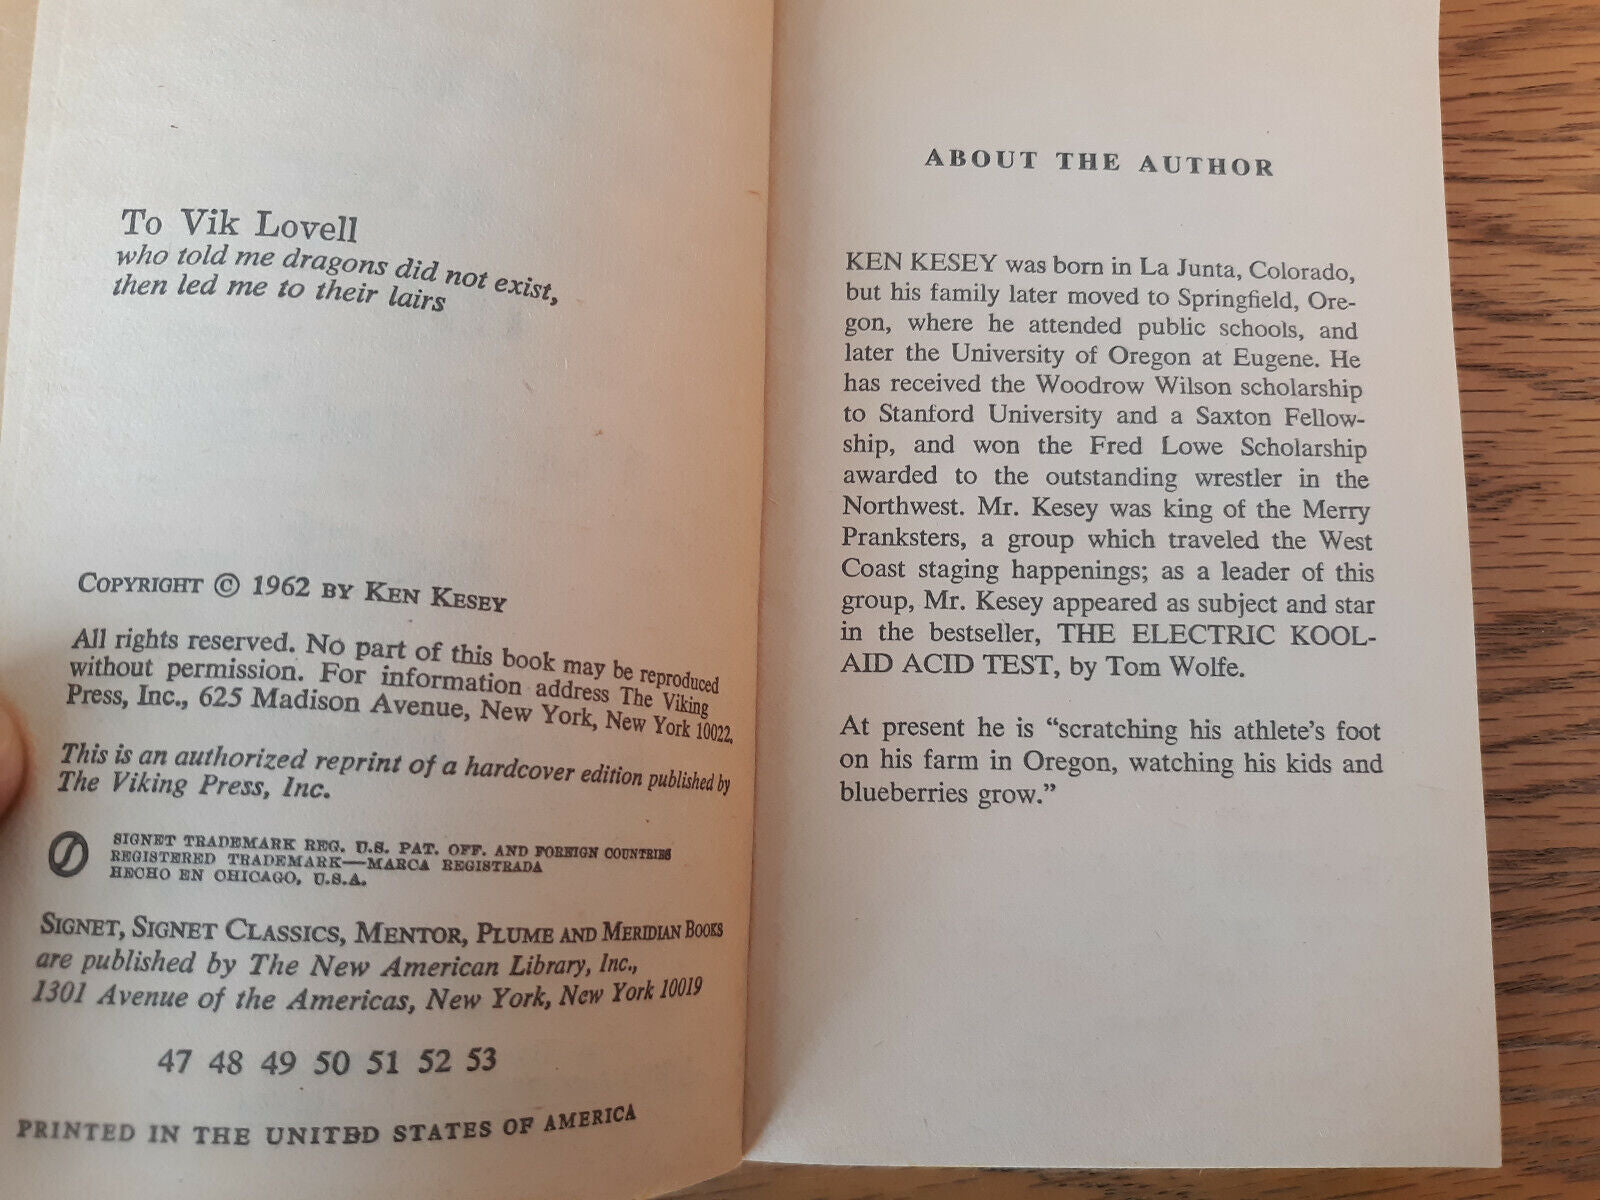 To Vik Lovell
who told me dragons did not exist,
then led me to their lairs
COPYRIGHT © 1962 BY KEN KESEY
All rights reserved. No part of this book may be reproduced
without permission. For information address The Viking
Press, Inc., 625 Madison Avenue, New York, New York 10022.
This is an authorized reprint of a hardcover edition published by
The Viking Press, Inc.
SIGNET TRADEMARK REG. U.S. PAT. OFF. AND FOREIGN COUNTRIES
REGISTERED TRADEMARK—MARCA REGISTRADA
HECHO EN CHICAGO, U.S.A.
SIGNET, SIGNET CLASSICS, MENTOR, PLUME AND MERIDIAN BOOKS
are published by The New American Library, Inc.,
1301 Avenue of the Americas, New York, New York 10019
47 48 49 50 51 52 53
PRINTED IN THE UNITED STATES OF AMERICA
ABOUT THE AUTHOR
KEN KESEY was born in La Junta, Colorado,
but his family later moved to Springfield, Ore-
gon, where he attended public schools, and
later the University of Oregon at Eugene. He
has received the Woodrow Wilson scholarship
to Stanford University and a Saxton Fellow-
ship, and won the Fred Lowe Scholarship
awarded to the outstanding wrestler in the
Northwest. Mr. Kesey was king of the Merry
Pranksters, a group which traveled the West
Coast staging happenings; as a leader of this
group, Mr. Kesey appeared as subject and star
in the bestseller, THE ELECTRIC KOOL-
AID ACID TEST, by Tom Wolfe.
At present he is “scratching his athlete’s foot
on his farm in Oregon, watching his kids and
blueberries grow.”